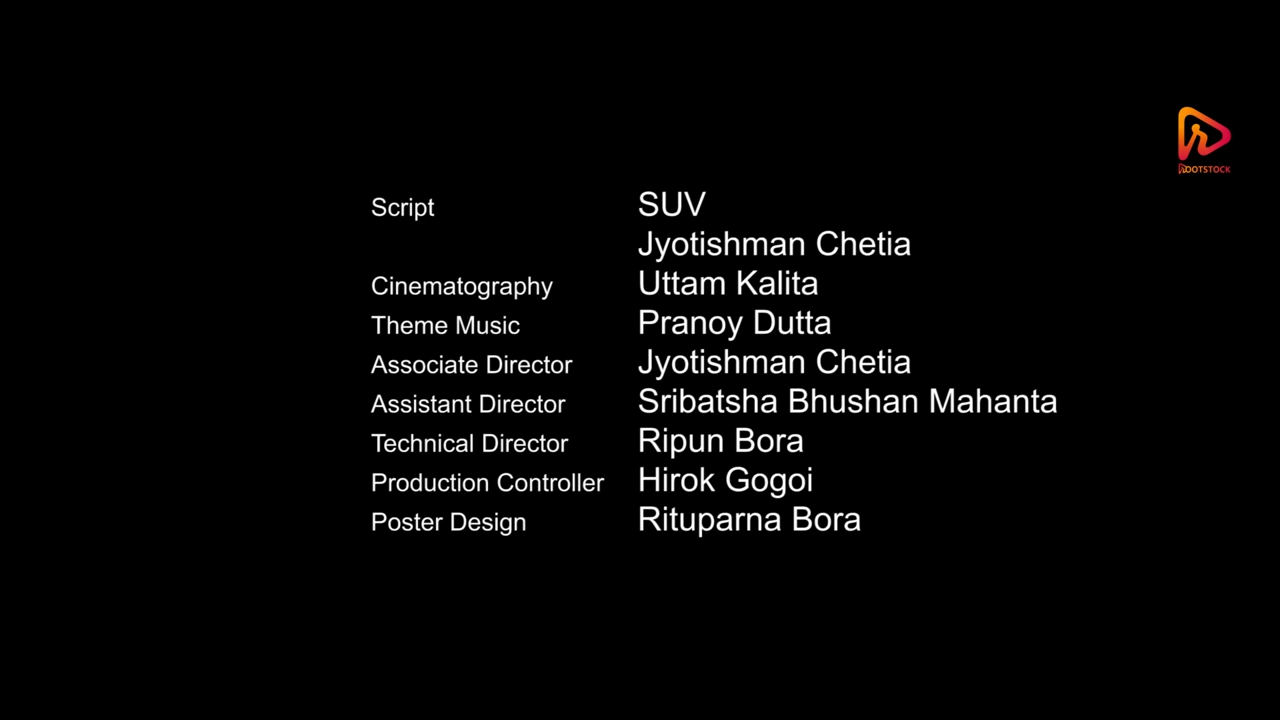 ROOTSTOCK
Script SUV
Jyotishman Chetia
Cinematography Uttam Kalita
Theme Music Pranoy Dutta
Associate Director Jyotishman Chetia
Assistant Director Sribatsha Bhushan Mahanta
Technical Director Ripun Bora
Production Controller Hirok Gogoi
Poster Design Rituparna Bora